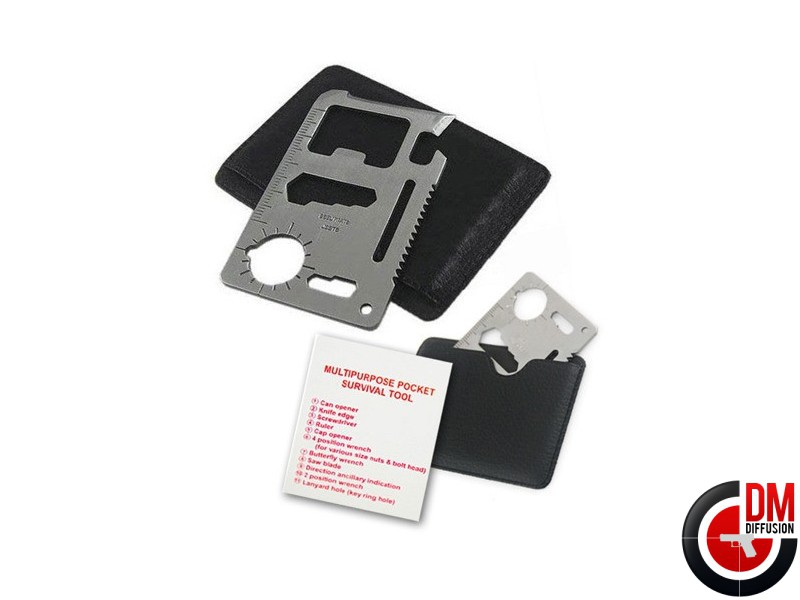 MULTIPURPOSE POCKET
SURVIVAL TOOL
① Can opener
② Knife edge
③ Screwdriver
④ Ruler
⑤ Cap opener
⑥ 4 position wrench
(for various size nuts & bolt head)
⑦ Butterfly wrench
⑧ Saw blade
⑨ Direction ancillary indication
⑩ 2 position wrench
⑪ Lanyard hole (key ring hole)
DM
DIFFUSION